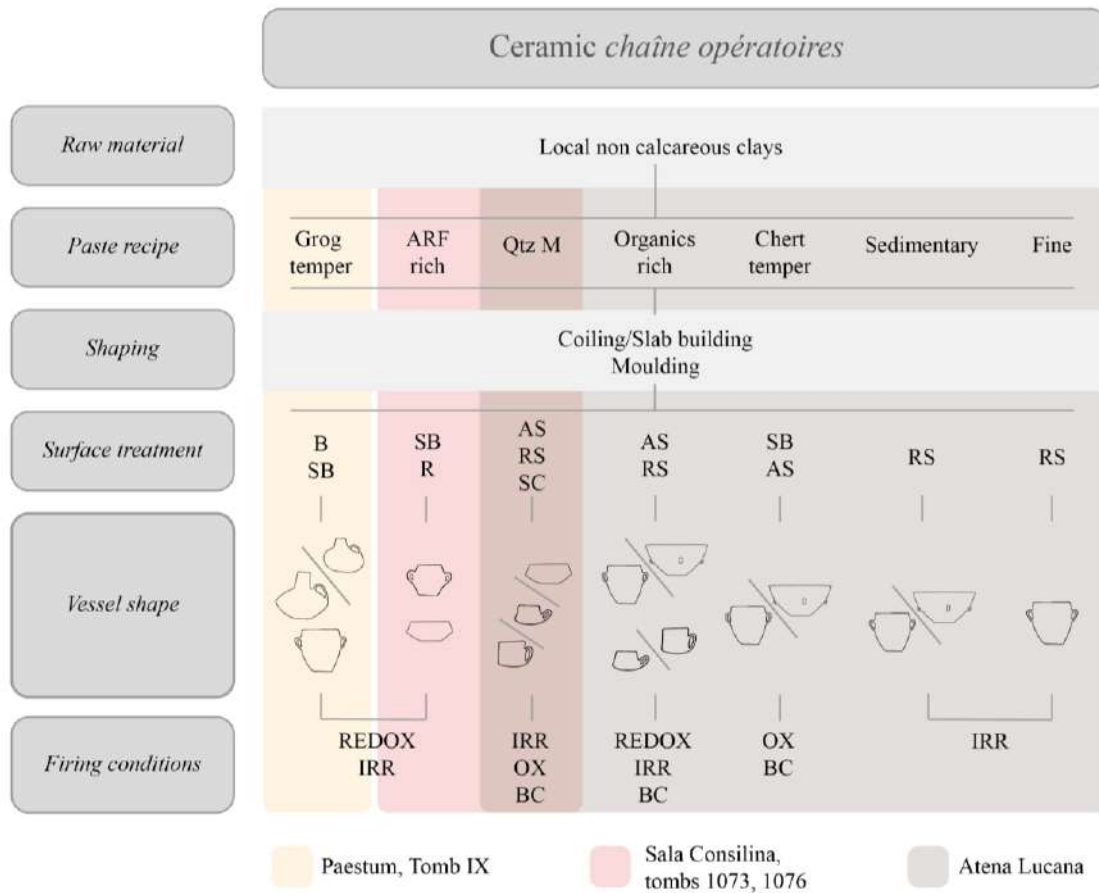 Ceramic chaîne opératoires
Raw material
Local non calcareous clays
Paste recipe
Grog
temper
ARF
rich
Qtz M
Organics
rich
Chert
temper
Sedimentary
Fine
Shaping
Coiling/Slab building
Moulding
Surface treatment
B
SB
SB
R
AS
RS
SC
AS
RS
SB
AS
RS
RS
Vessel shape
Firing conditions
REDOX
IRR
IRR
OX
BC
REDOX
IRR
BC
OX
BC
IRR
Paestum, Tomb IX
Sala Consilina,
tombs 1073, 1076
Atena Lucana